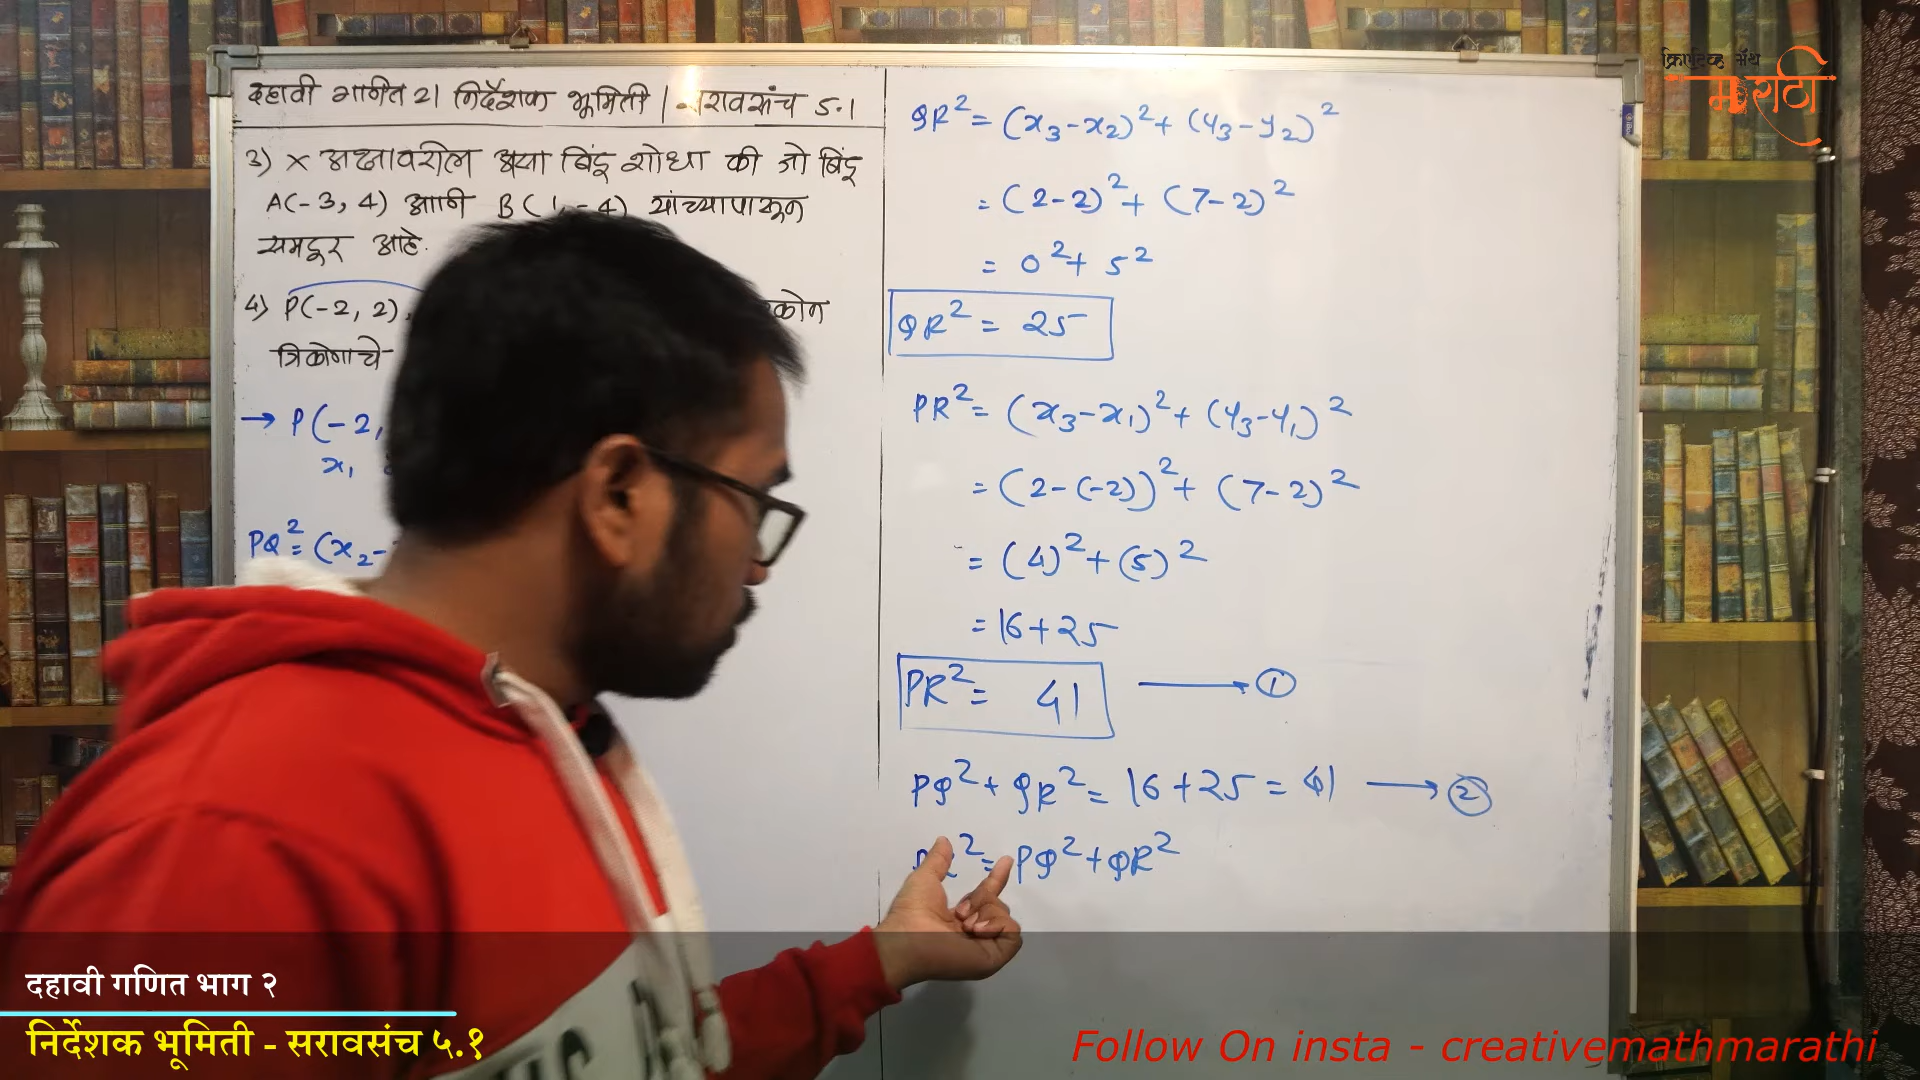 दहावी गणित 2| निर्देशक भूमिती | सरावसंच 5.1
3) X अक्षावरील असा बिंदू शोधा की जो बिंदू
A(-3, 4) आणि B(1, -4) यांच्यापासून
समदूर आहे.
4) P(-2, 2), कोन
त्रिकोणाचे
→ P(-2,
x₁
PQ² = (x₂-
QR² = (x₃-x₂)² + (y₃-y₂)²
= (2-2)² + (7-2)²
= 0² + 5²
QR² = 25
PR² = (x₃-x₁)² + (y₃-y₁)²
= (2-(-2))² + (7-2)²
= (4)² + (5)²
= 16+25
PR² = 41 → ①
PQ² + QR² = 16+25 = 41 → ②
² = PQ² + QR²
क्रिएटिव्ह मॅथ
मराठी
दहावी गणित भाग २
निर्देशक भूमिती - सरावसंच ५.१
Follow On insta - creativemathmarathi